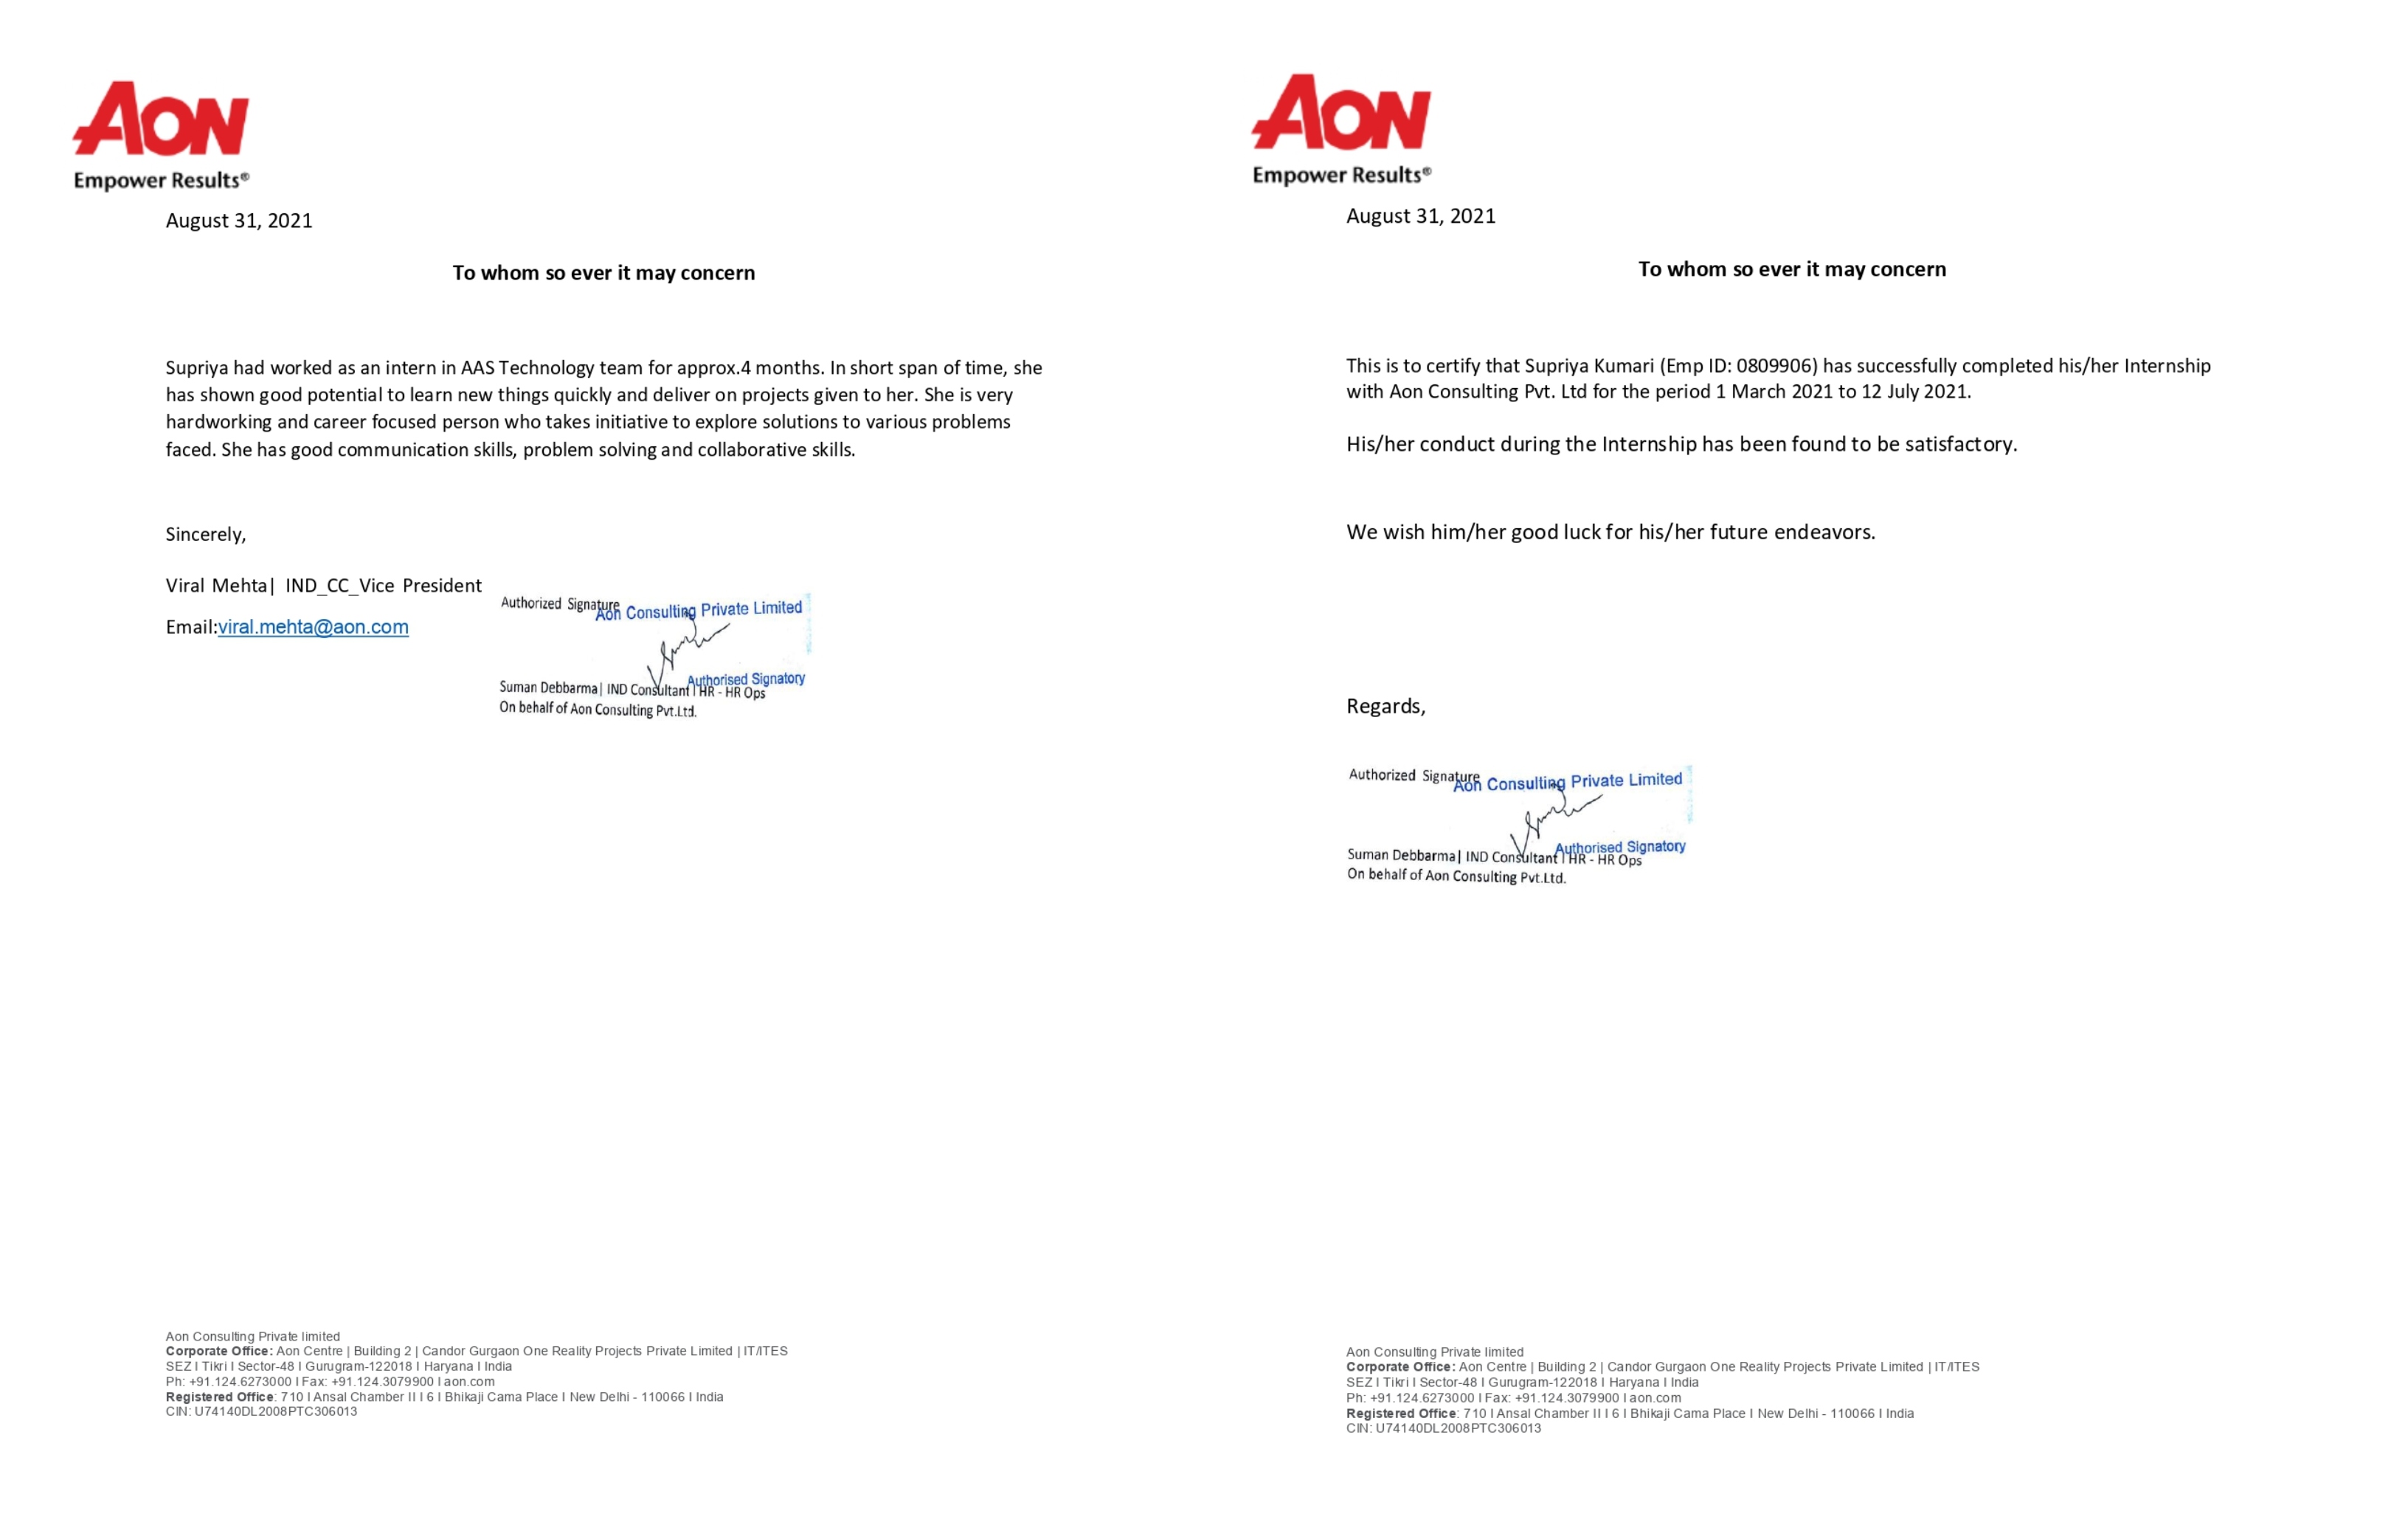 AON
Empower Results®
August 31, 2021
To whom so ever it may concern
Supriya had worked as an intern in AAS Technology team for approx.4 months. In short span of time, she
has shown good potential to learn new things quickly and deliver on projects given to her. She is very
hardworking and career focused person who takes initiative to explore solutions to various problems
faced. She has good communication skills, problem solving and collaborative skills.
Sincerely,
Viral Mehta| IND_CC_Vice President
Email:viral.mehta@aon.com
Authorized Signature
Aon Consulting Private Limited
Authorised Signatory
Suman Debbarma| IND Consultant | HR - HR Ops
On behalf of Aon Consulting Pvt.Ltd.
Aon Consulting Private limited
Corporate Office: Aon Centre | Building 2 | Candor Gurgaon One Reality Projects Private Limited | IT/ITES
SEZ I Tikri I Sector-48 I Gurugram-122018 I Haryana I India
Ph: +91.124.6273000 I Fax: +91.124.3079900 I aon.com
Registered Office: 710 I Ansal Chamber II I 6 I Bhikaji Cama Place I New Delhi - 110066 I India
CIN: U74140DL2008PTC306013
AON
Empower Results®
August 31, 2021
To whom so ever it may concern
This is to certify that Supriya Kumari (Emp ID: 0809906) has successfully completed his/her Internship
with Aon Consulting Pvt. Ltd for the period 1 March 2021 to 12 July 2021.
His/her conduct during the Internship has been found to be satisfactory.
We wish him/her good luck for his/her future endeavors.
Regards,
Authorized Signature
Aon Consulting Private Limited
Authorised Signatory
Suman Debbarma| IND Consultant | HR - HR Ops
On behalf of Aon Consulting Pvt.Ltd.
Aon Consulting Private limited
Corporate Office: Aon Centre | Building 2 | Candor Gurgaon One Reality Projects Private Limited | IT/ITES
SEZ I Tikri I Sector-48 I Gurugram-122018 I Haryana I India
Ph: +91.124.6273000 I Fax: +91.124.3079900 I aon.com
Registered Office: 710 I Ansal Chamber II I 6 I Bhikaji Cama Place I New Delhi - 110066 I India
CIN: U74140DL2008PTC306013